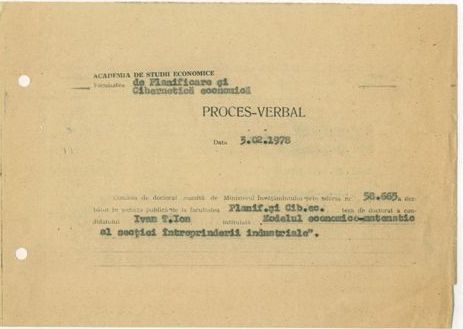 ACADEMIA DE STUDII ECONOMICE
Facultatea de Planificare şi
Cibernetică economică
PROCES-VERBAL
Data 3.02.1978
Comisia de doctorat numită de Ministerul Învăţămîntului prin adresa nr. 58.665 a dez-
bătut în şedinţa publică de la facultatea Planif.şi Cib.ec. teza de doctorat a can-
didatului Ivan T.Ion intitulată Modelul economico-matematic
al secţiei întreprinderii industriale".